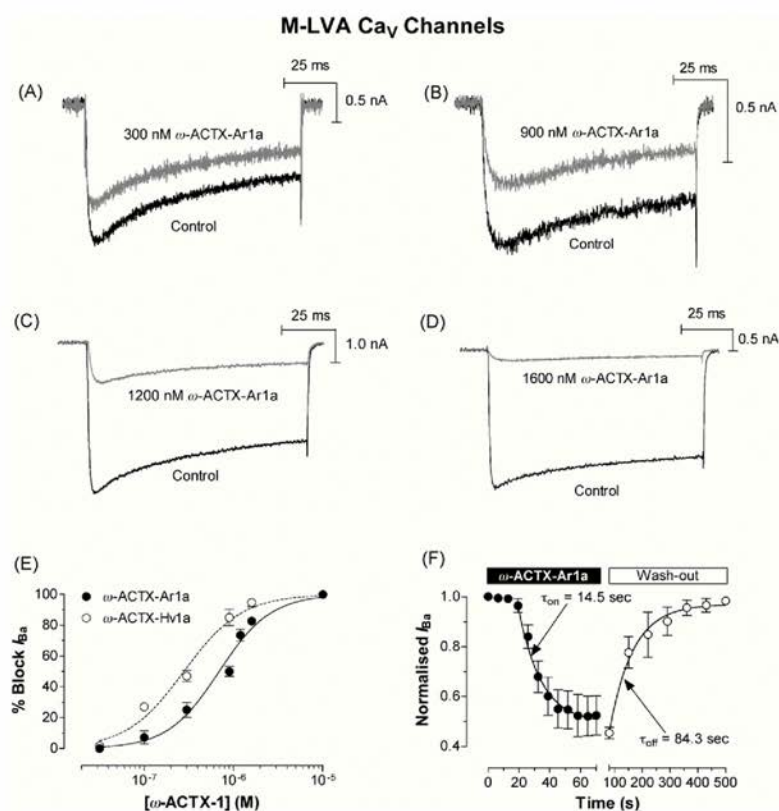 M-LVA CaV Channels
(A)
25 ms
0.5 nA
300 nM ω-ACTX-Ar1a
Control
(B)
25 ms
0.5 nA
900 nM ω-ACTX-Ar1a
Control
(C)
25 ms
1.0 nA
1200 nM ω-ACTX-Ar1a
Control
(D)
25 ms
0.5 nA
1600 nM ω-ACTX-Ar1a
Control
(E)
ω-ACTX-Ar1a
ω-ACTX-Hv1a
% Block IBa
100
80
60
40
20
0
10-7 10-6 10-5
[ω-ACTX-1] (M)
(F)
ω-ACTX-Ar1a Wash-out
τon = 14.5 sec
τoff = 84.3 sec
Normalised IBa
1.0
0.8
0.6
0.4
0 20 40 60 100 200 300 400 500
Time (s)